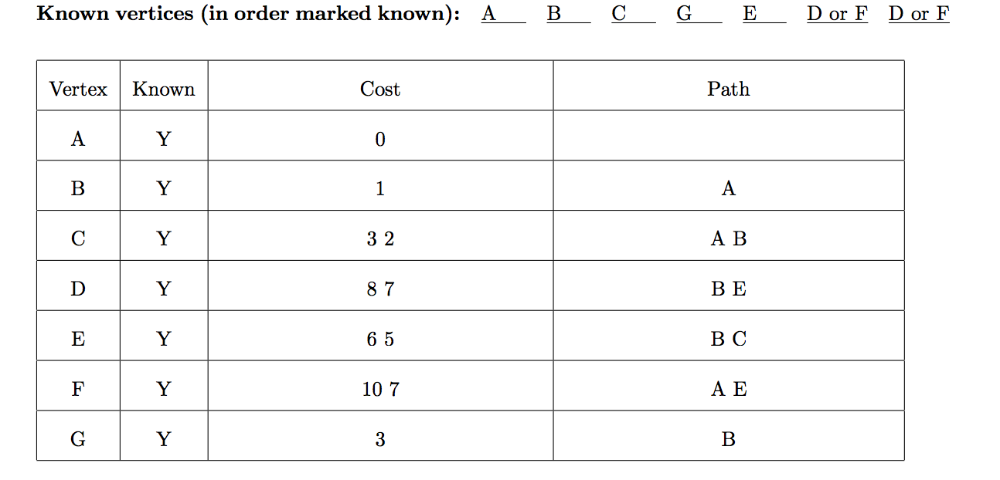 Known vertices (in order marked known): A B C G E D or F D or F
Vertex Known Cost Path
A Y 0
B Y 1 A
C Y 3 2 A B
D Y 8 7 B E
E Y 6 5 B C
F Y 10 7 A E
G Y 3 B